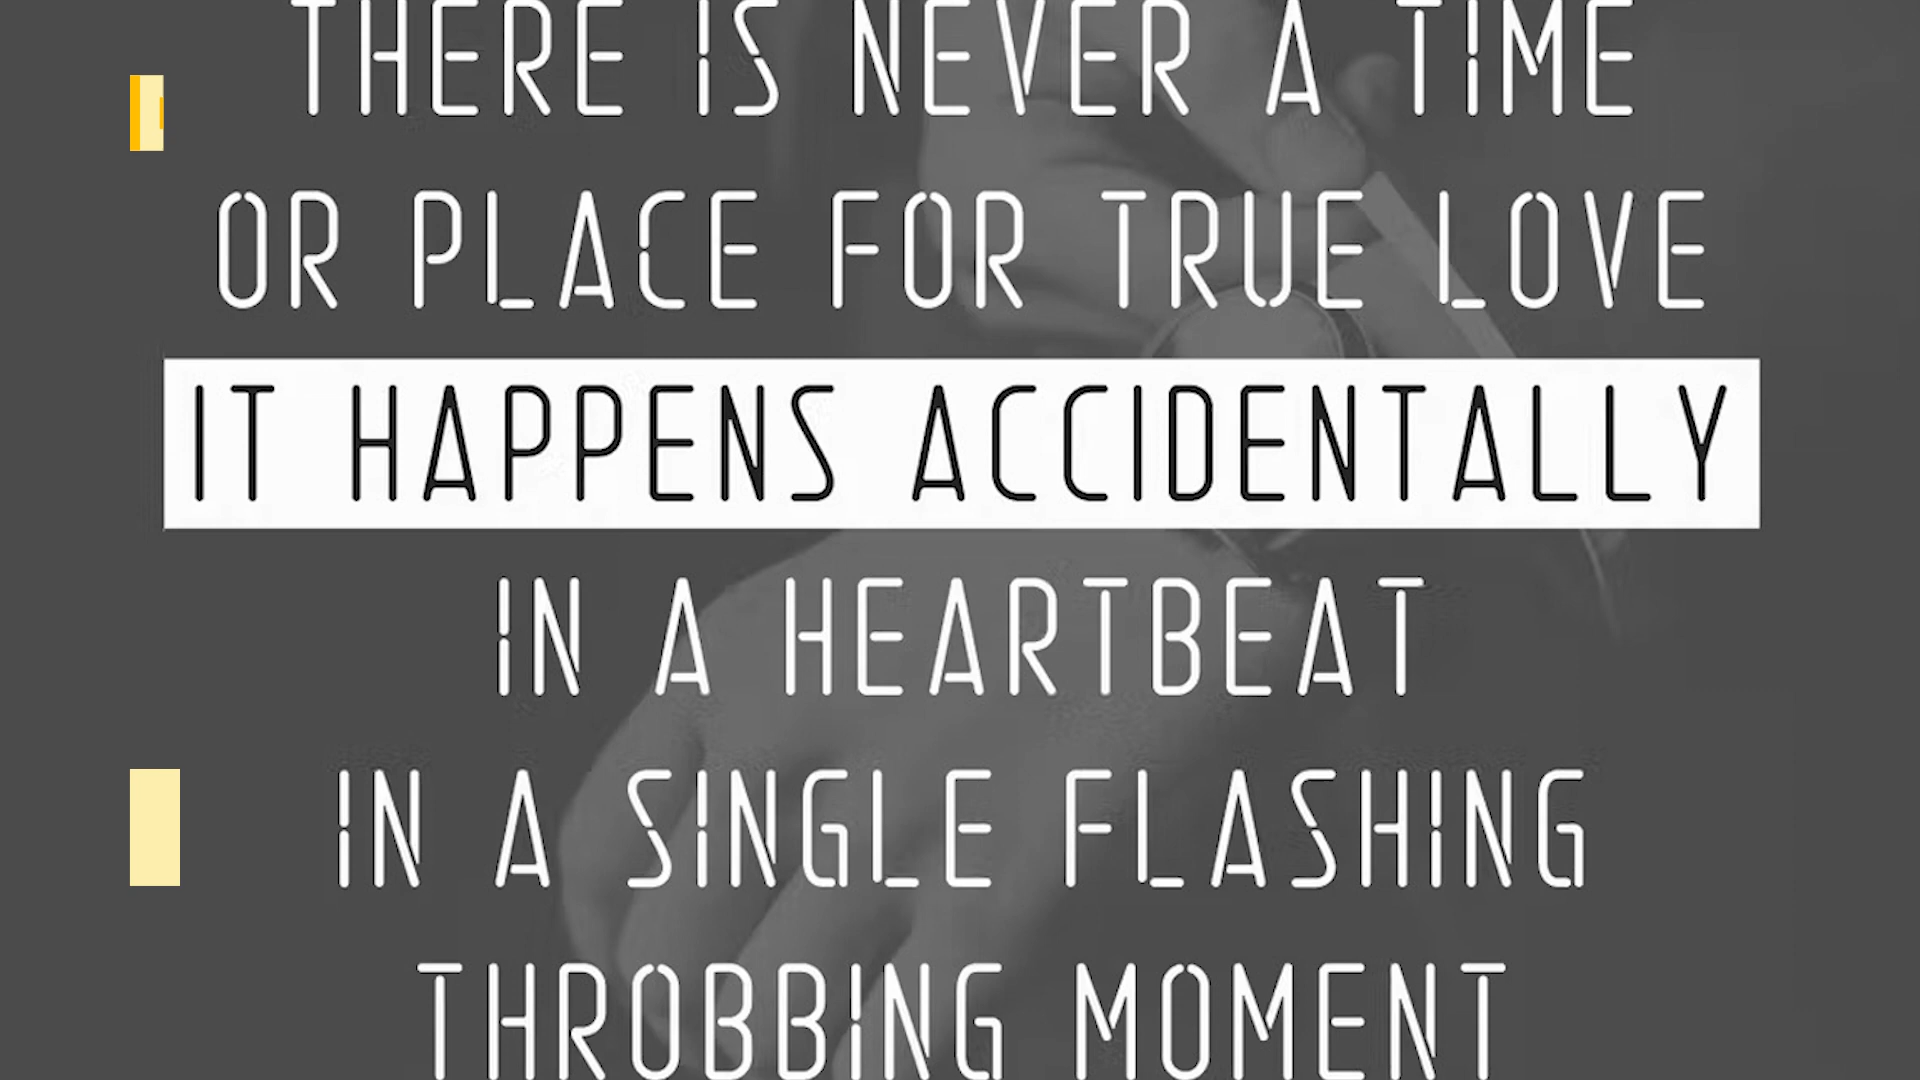 THERE IS NEVER A TIME
OR PLACE FOR TRUE LOVE
IT HAPPENS ACCIDENTALLY
IN A HEARTBEAT
IN A SINGLE FLASHING
THROBBING MOMENT